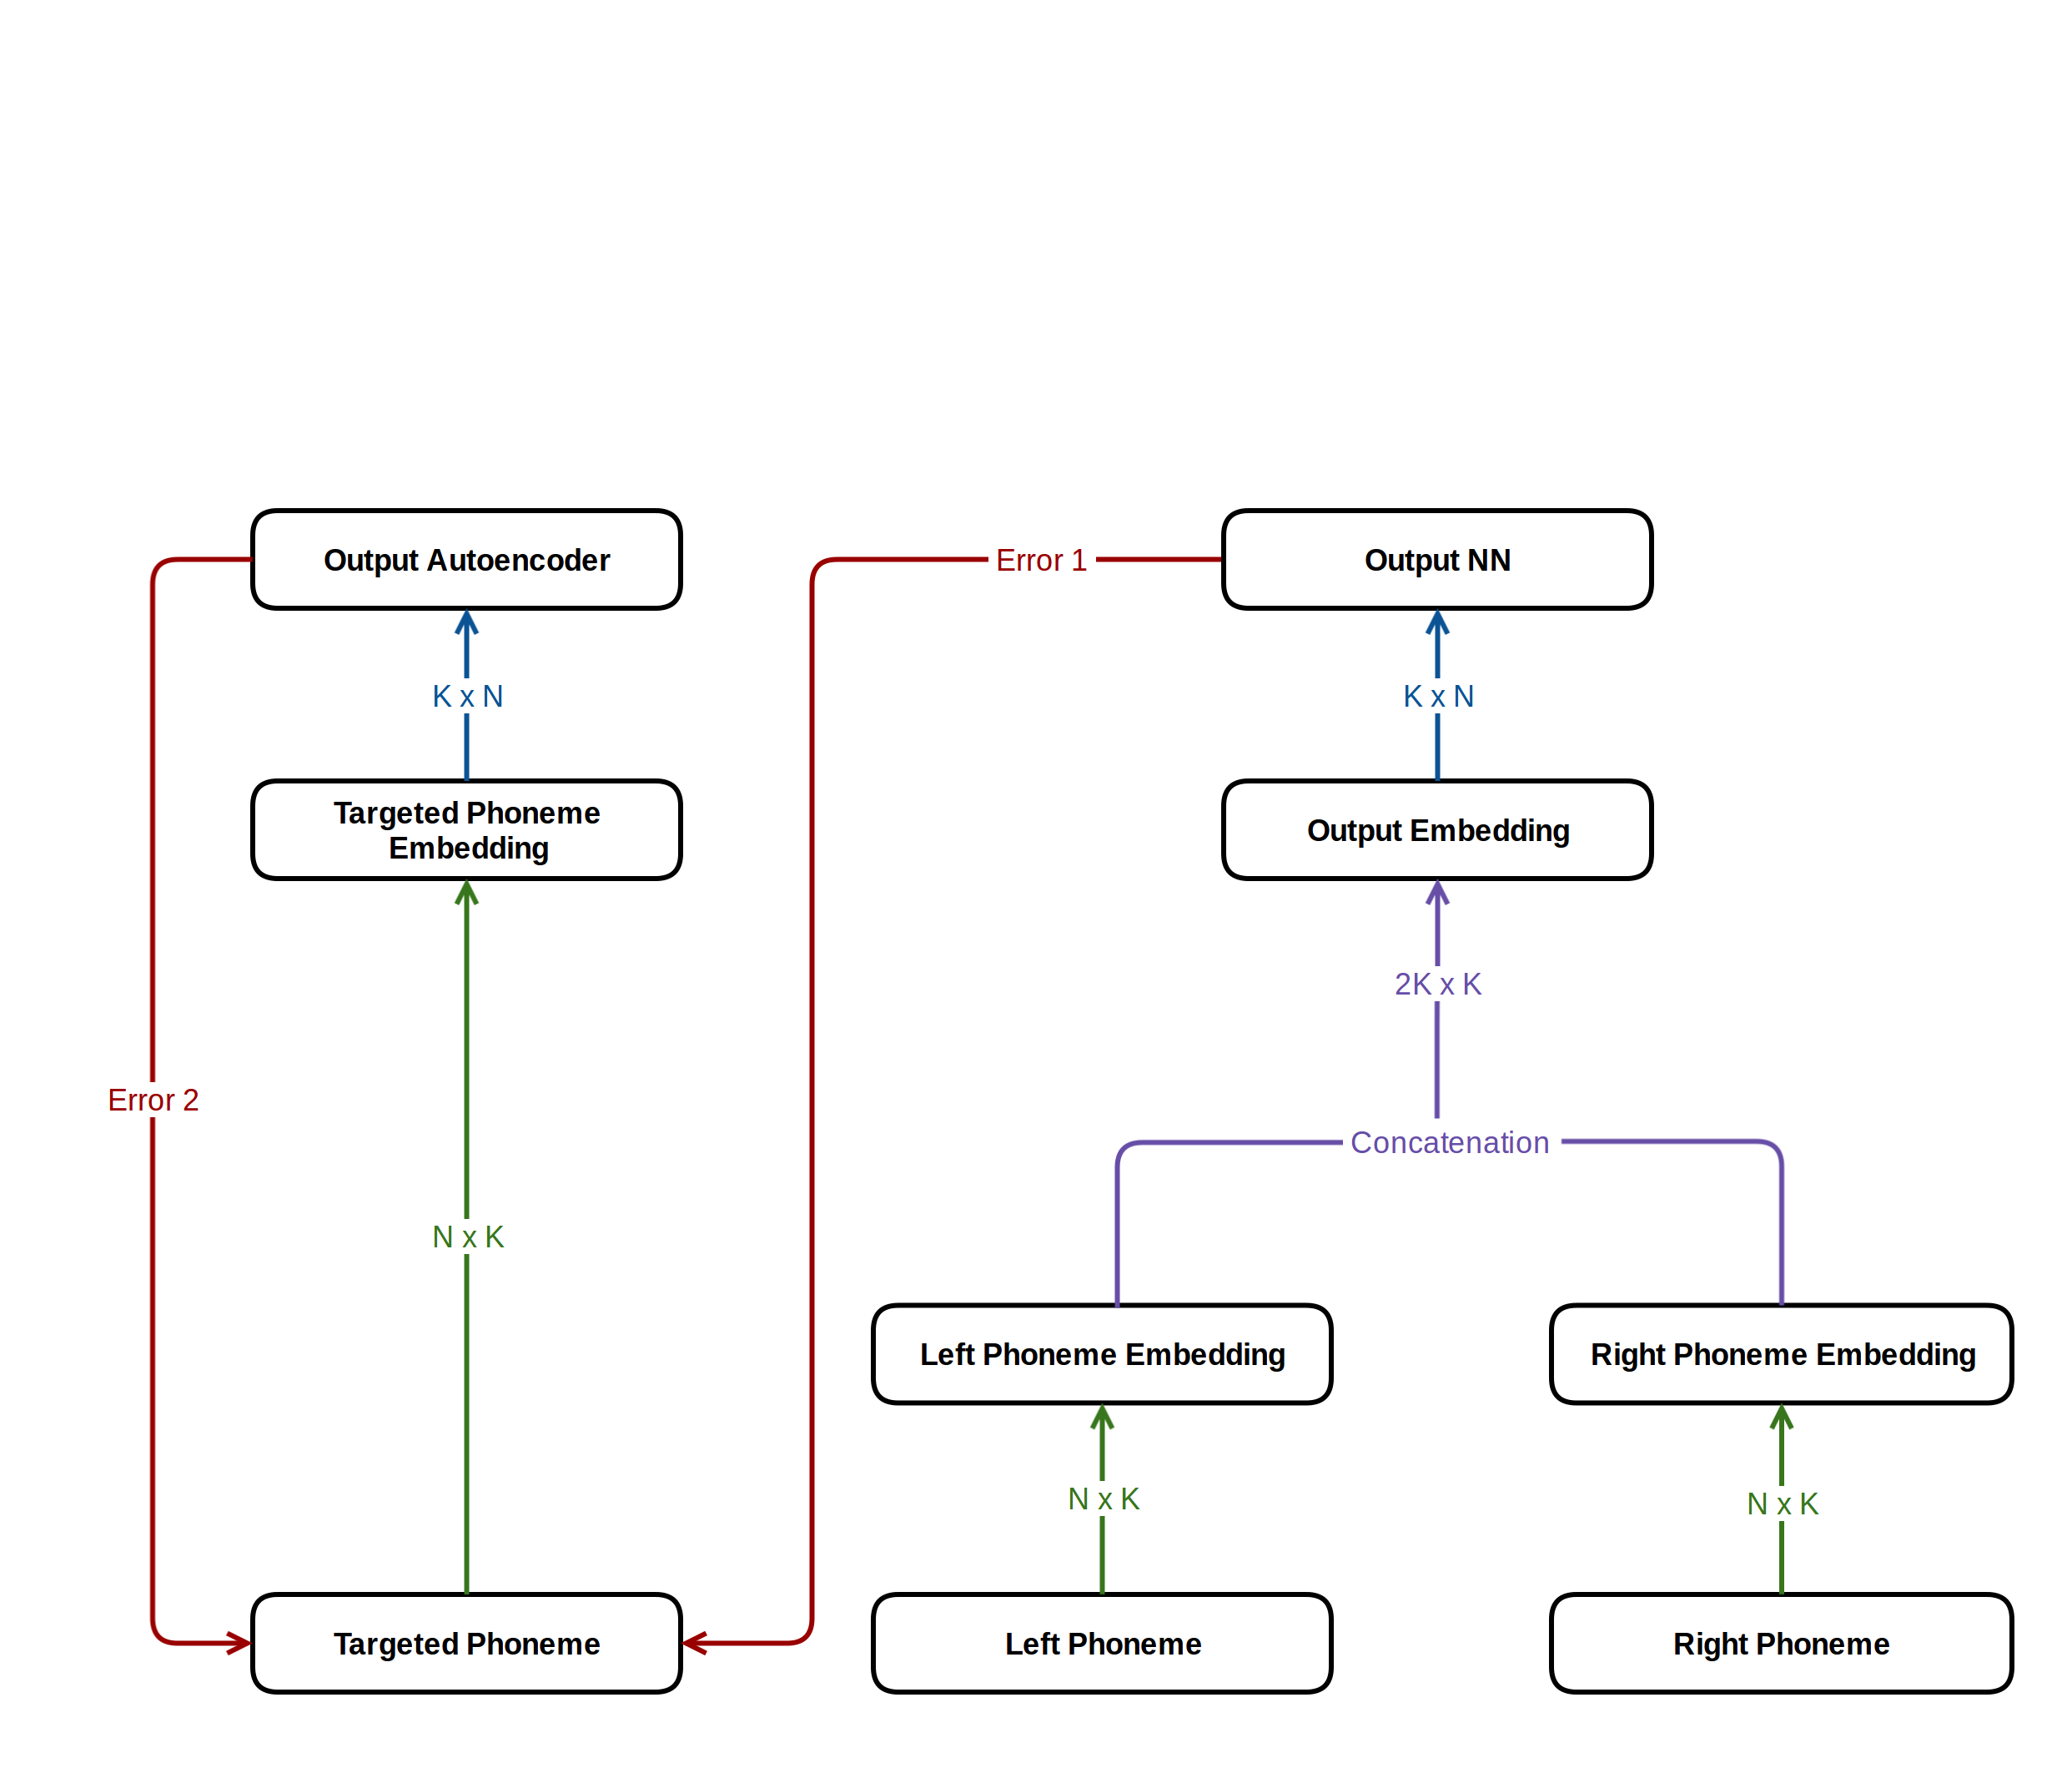 Output Autoencoder
Error 1
Output NN
K x N
K x N
Targeted Phoneme
Embedding
Output Embedding
2K x K
Error 2
Concatenation
N x K
Left Phoneme Embedding
Right Phoneme Embedding
N x K
N x K
Targeted Phoneme
Left Phoneme
Right Phoneme